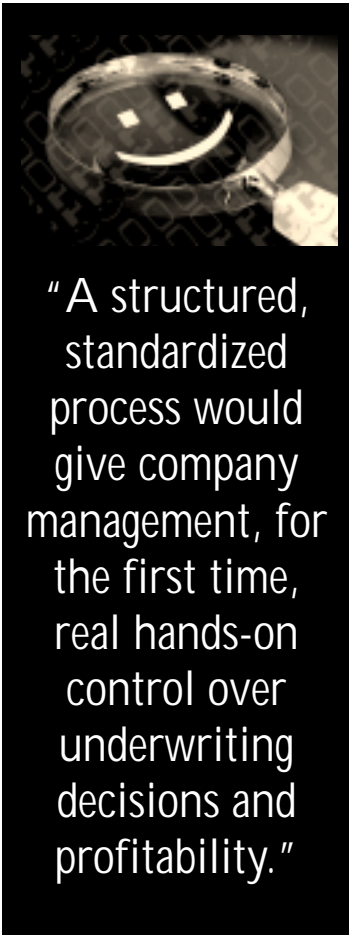 “A structured,
standardized
process would
give company
management, for
the first time,
real hands-on
control over
underwriting
decisions and
profitability.”